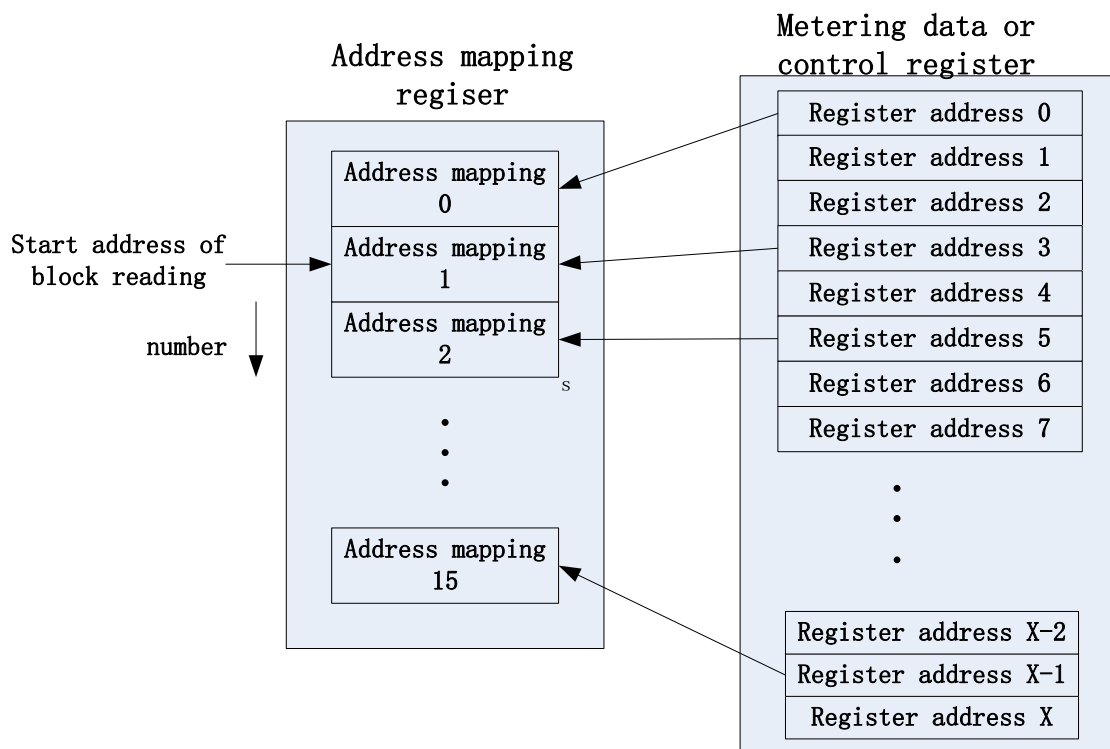 Metering data or
control register
Address mapping
regiser
Register address 0
Register address 1
Register address 2
Register address 3
Register address 4
Register address 5
Register address 6
Register address 7
Address mapping
0
Address mapping
1
Address mapping
2
s
Start address of
block reading
number
Address mapping
15
Register address X-2
Register address X-1
Register address X